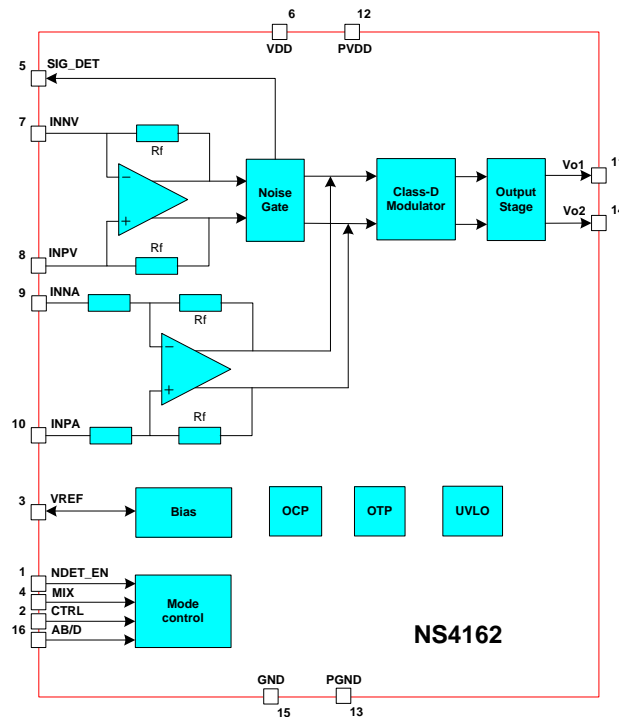 6
VDD
12
PVDD
5
SIG_DET
7
INNV
Rf
Noise
Gate
Class-D
Modulator
Output
Stage
Vo1
Vo2
Rf
8
INPV
9
INNA
Rf
10
INPA
Rf
3
VREF
Bias
OCP
OTP
UVLO
1
NDET_EN
4
MIX
2
CTRL
16
AB/D
Mode
control
NS4162
GND
15
PGND
13